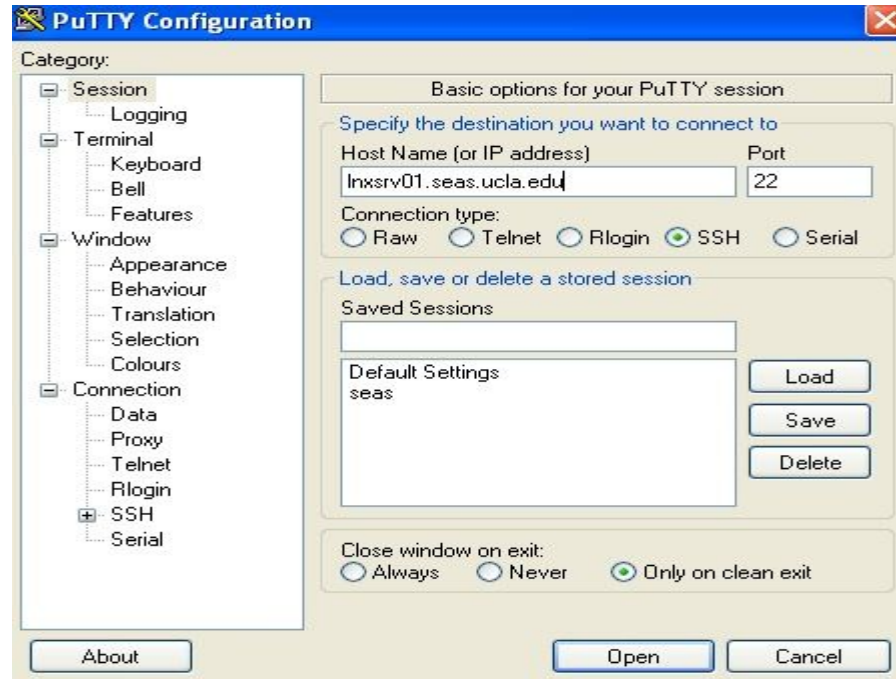 PuTTY Configuration
Category:
Session
Logging
Terminal
Keyboard
Bell
Features
Window
Appearance
Behaviour
Translation
Selection
Colours
Connection
Data
Proxy
Telnet
Rlogin
SSH
Serial
Basic options for your PuTTY session
Specify the destination you want to connect to
Host Name (or IP address) Port
lnxsrv01.seas.ucla.edu 22
Connection type:
Raw Telnet Rlogin SSH Serial
Load, save or delete a stored session
Saved Sessions
Default Settings
seas
Load
Save
Delete
Close window on exit:
Always Never Only on clean exit
About Open Cancel